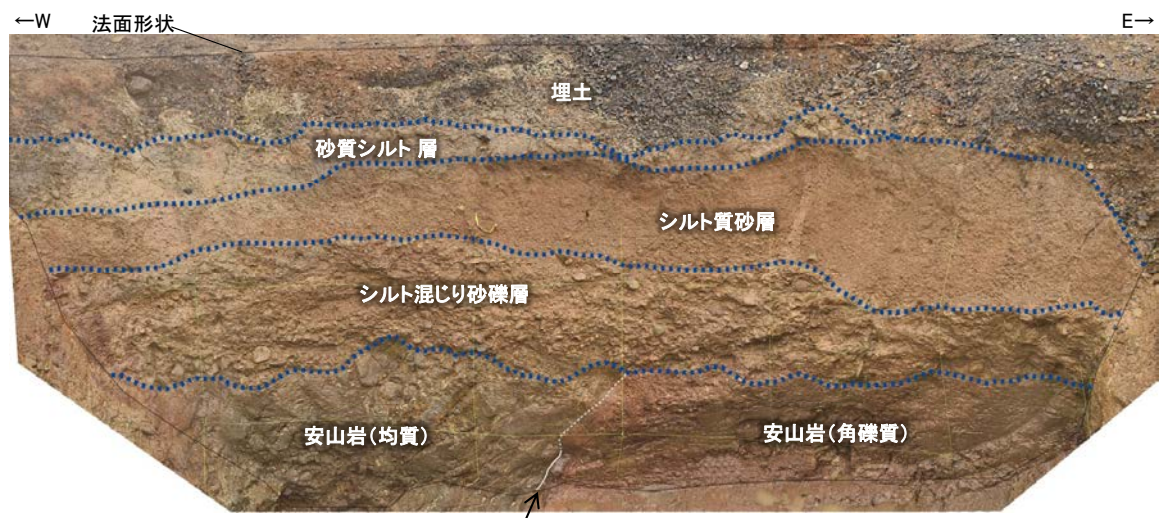 ←W
法面形状
E→
埋土
砂質シルト 層
シルト質砂層
シルト混じり砂礫層
安山岩(均質)
安山岩(角礫質)